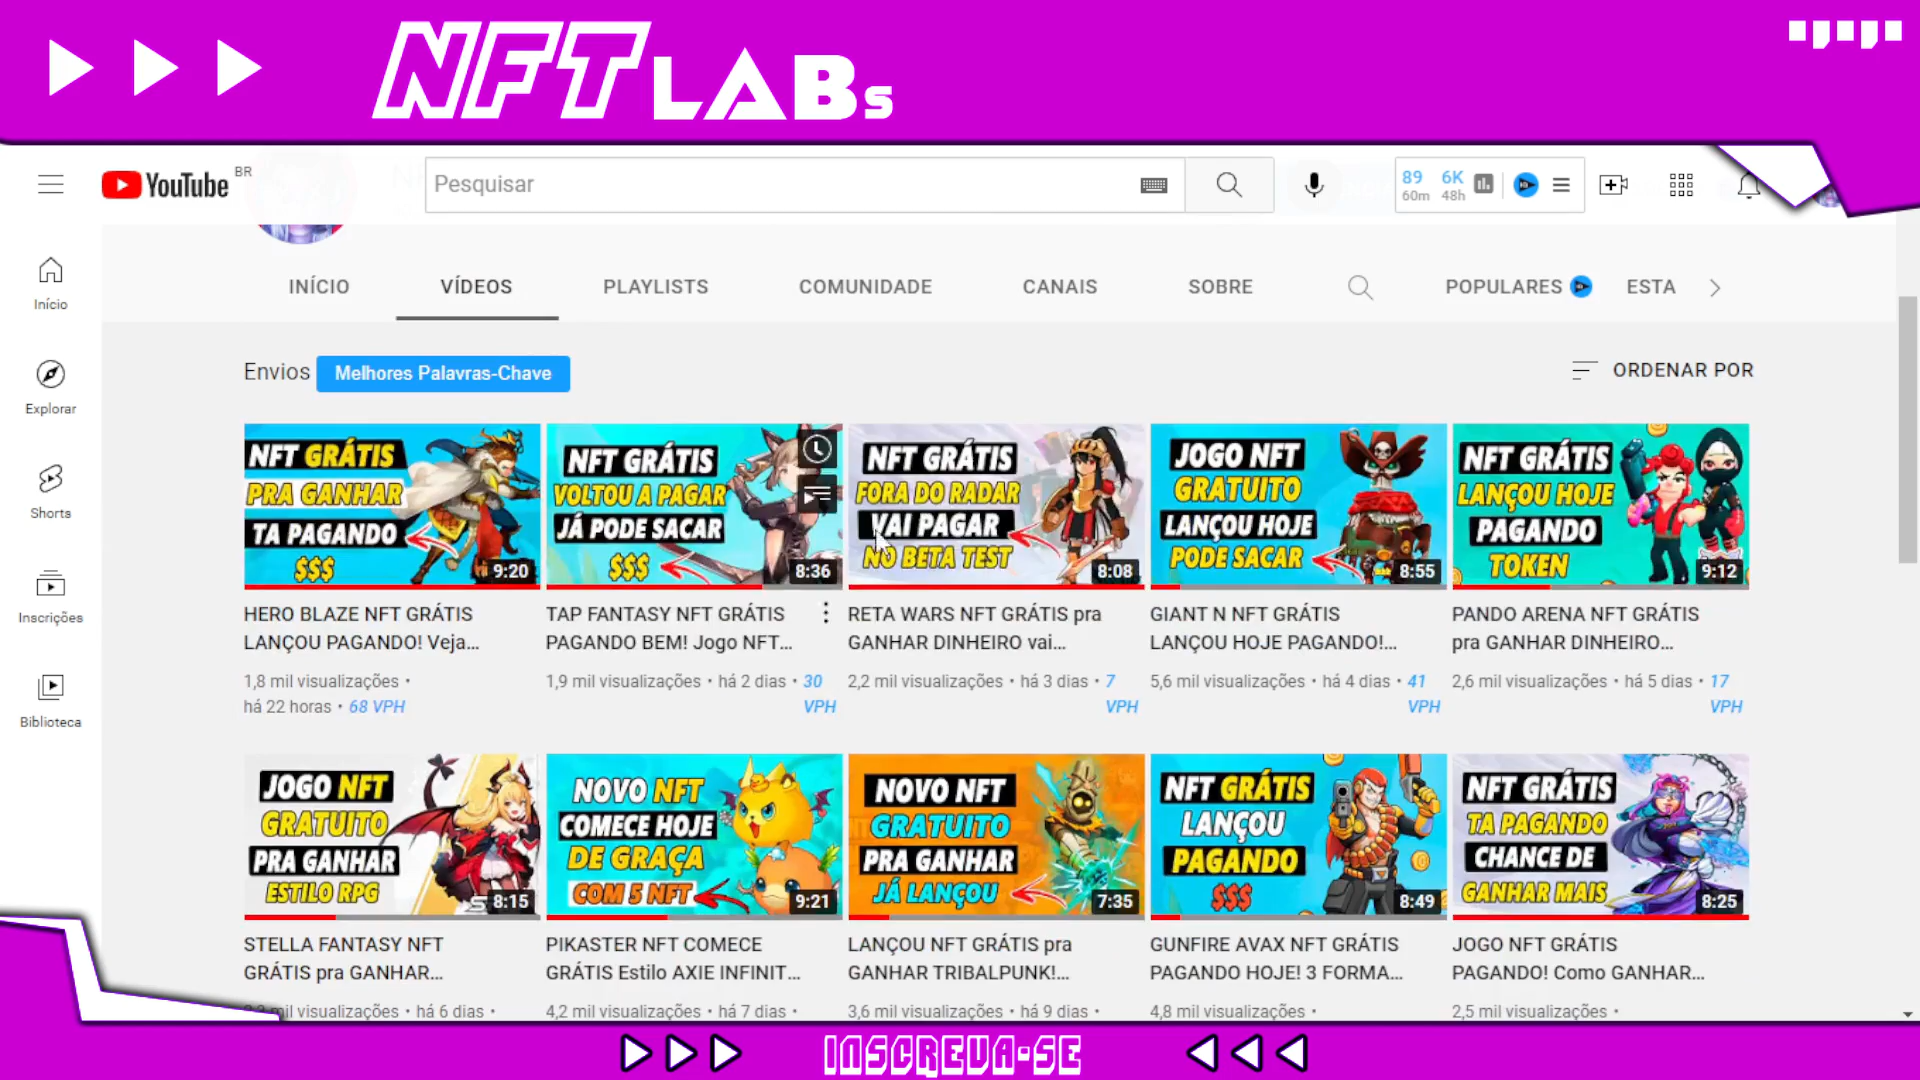 NFT LABs
YouTube BR
Pesquisar
89 6K
60m 48h
Início
Explorar
Shorts
Inscrições
Biblioteca
INÍCIO VÍDEOS PLAYLISTS COMUNIDADE CANAIS SOBRE POPULARES ESTA
Envios Melhores Palavras-Chave ORDENAR POR
NFT GRÁTIS
PRA GANHAR
TA PAGANDO
$$$
9:20
HERO BLAZE NFT GRÁTIS
LANÇOU PAGANDO! Veja...
1,8 mil visualizações •
há 22 horas • 68 VPH
NFT GRÁTIS
VOLTOU A PAGAR
JÁ PODE SACAR
$$$
8:36
TAP FANTASY NFT GRÁTIS
PAGANDO BEM! Jogo NFT...
1,9 mil visualizações • há 2 dias • 30
VPH
NFT GRÁTIS
FORA DO RADAR
VAI PAGAR
NO BETA TEST
8:08
RETA WARS NFT GRÁTIS pra
GANHAR DINHEIRO vai...
2,2 mil visualizações • há 3 dias • 7
VPH
JOGO NFT
GRATUITO
LANÇOU HOJE
PODE SACAR
8:55
GIANT N NFT GRÁTIS
LANÇOU HOJE PAGANDO!...
5,6 mil visualizações • há 4 dias • 41
VPH
NFT GRÁTIS
LANÇOU HOJE
PAGANDO
TOKEN
9:12
PANDO ARENA NFT GRÁTIS
pra GANHAR DINHEIRO...
2,6 mil visualizações • há 5 dias • 17
VPH
JOGO NFT
GRATUITO
PRA GANHAR
ESTILO RPG
8:15
STELLA FANTASY NFT
GRÁTIS pra GANHAR...
mil visualizações • há 6 dias •
NOVO NFT
COMECE HOJE
DE GRAÇA
COM 5 NFT
9:21
PIKASTER NFT COMECE
GRÁTIS Estilo AXIE INFINIT...
4,2 mil visualizações • há 7 dias •
NOVO NFT
GRATUITO
PRA GANHAR
JÁ LANÇOU
7:35
LANÇOU NFT GRÁTIS pra
GANHAR TRIBALPUNK!...
3,6 mil visualizações • há 9 dias •
NFT GRÁTIS
LANÇOU
PAGANDO
$$$
8:49
GUNFIRE AVAX NFT GRÁTIS
PAGANDO HOJE! 3 FORMA...
4,8 mil visualizações •
NFT GRÁTIS
TA PAGANDO
CHANCE DE
GANHAR MAIS
8:25
JOGO NFT GRÁTIS
PAGANDO! Como GANHAR...
2,5 mil visualizações •
INSCREVA-SE